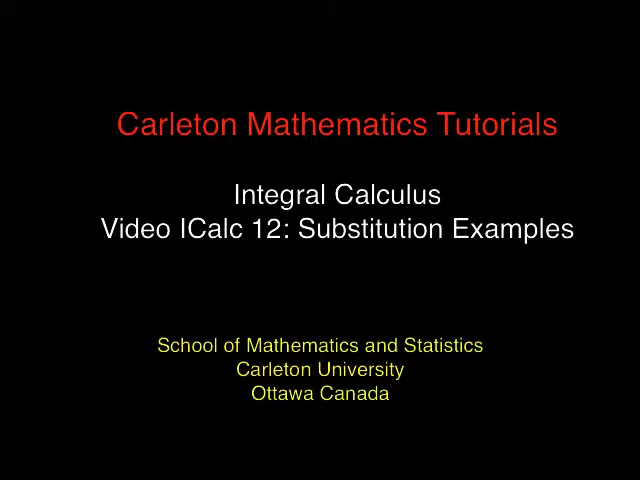 Carleton Mathematics Tutorials
Integral Calculus
Video ICalc 12: Substitution Examples
School of Mathematics and Statistics
Carleton University
Ottawa Canada